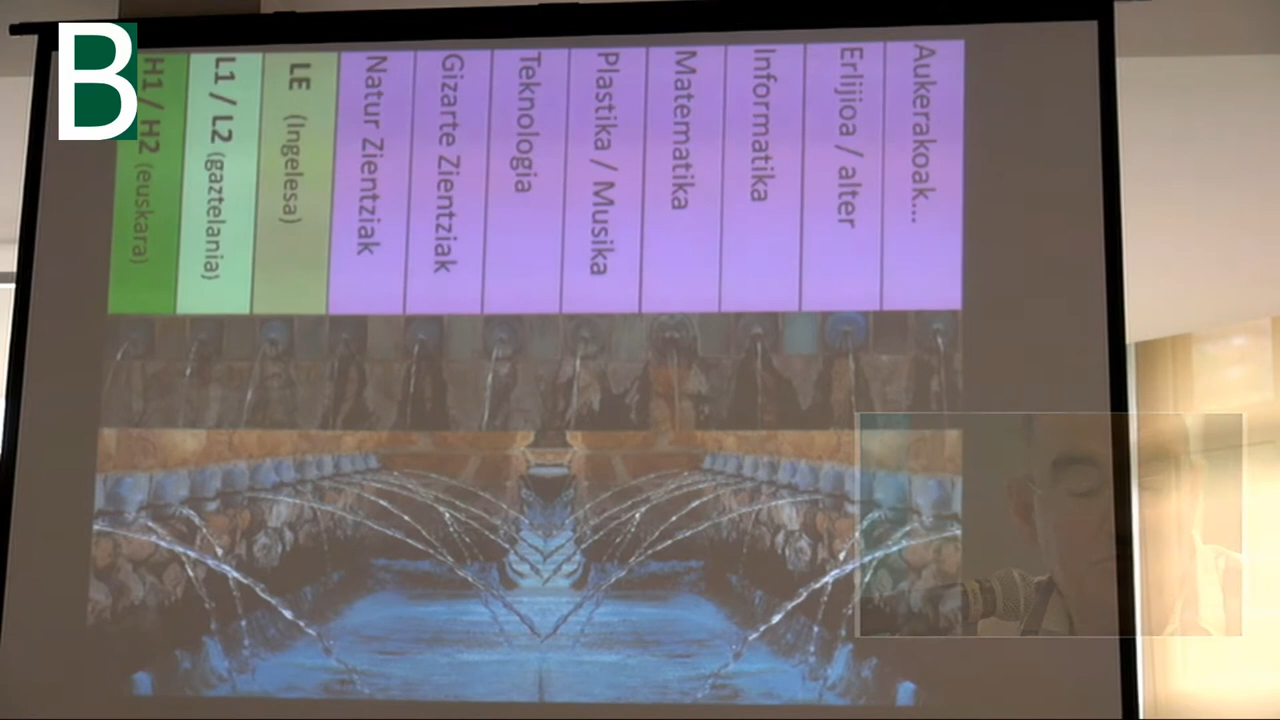 B
H1 / H2 (euskara)
L1 / L2 (gaztelania)
LE (Ingelesa)
Natur Zientziak
Gizarte Zientziak
Teknologia
Plastika / Musika
Matematika
Informatika
Erlijioa / alter
Aukerakoak...